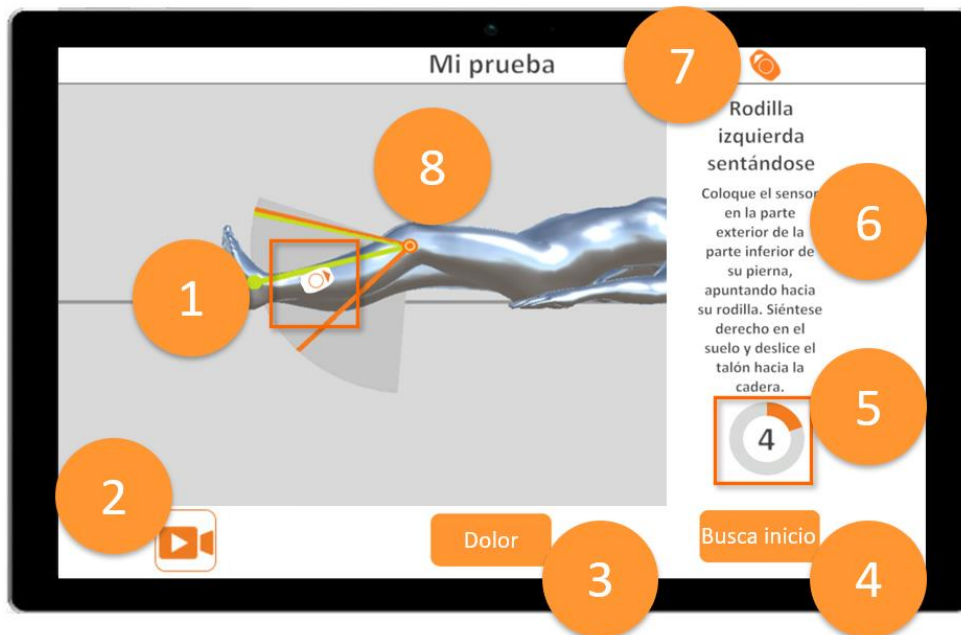 Mi prueba
7
Rodilla
izquierda
sentándose
8
Coloque el sensor
en la parte
exterior de la
parte inferior de
su pierna,
apuntando hacia
su rodilla. Siéntese
derecho en el
suelo y deslice el
talón hacia la
cadera.
6
1
5
4
2
Dolor
Busca inicio
3
4